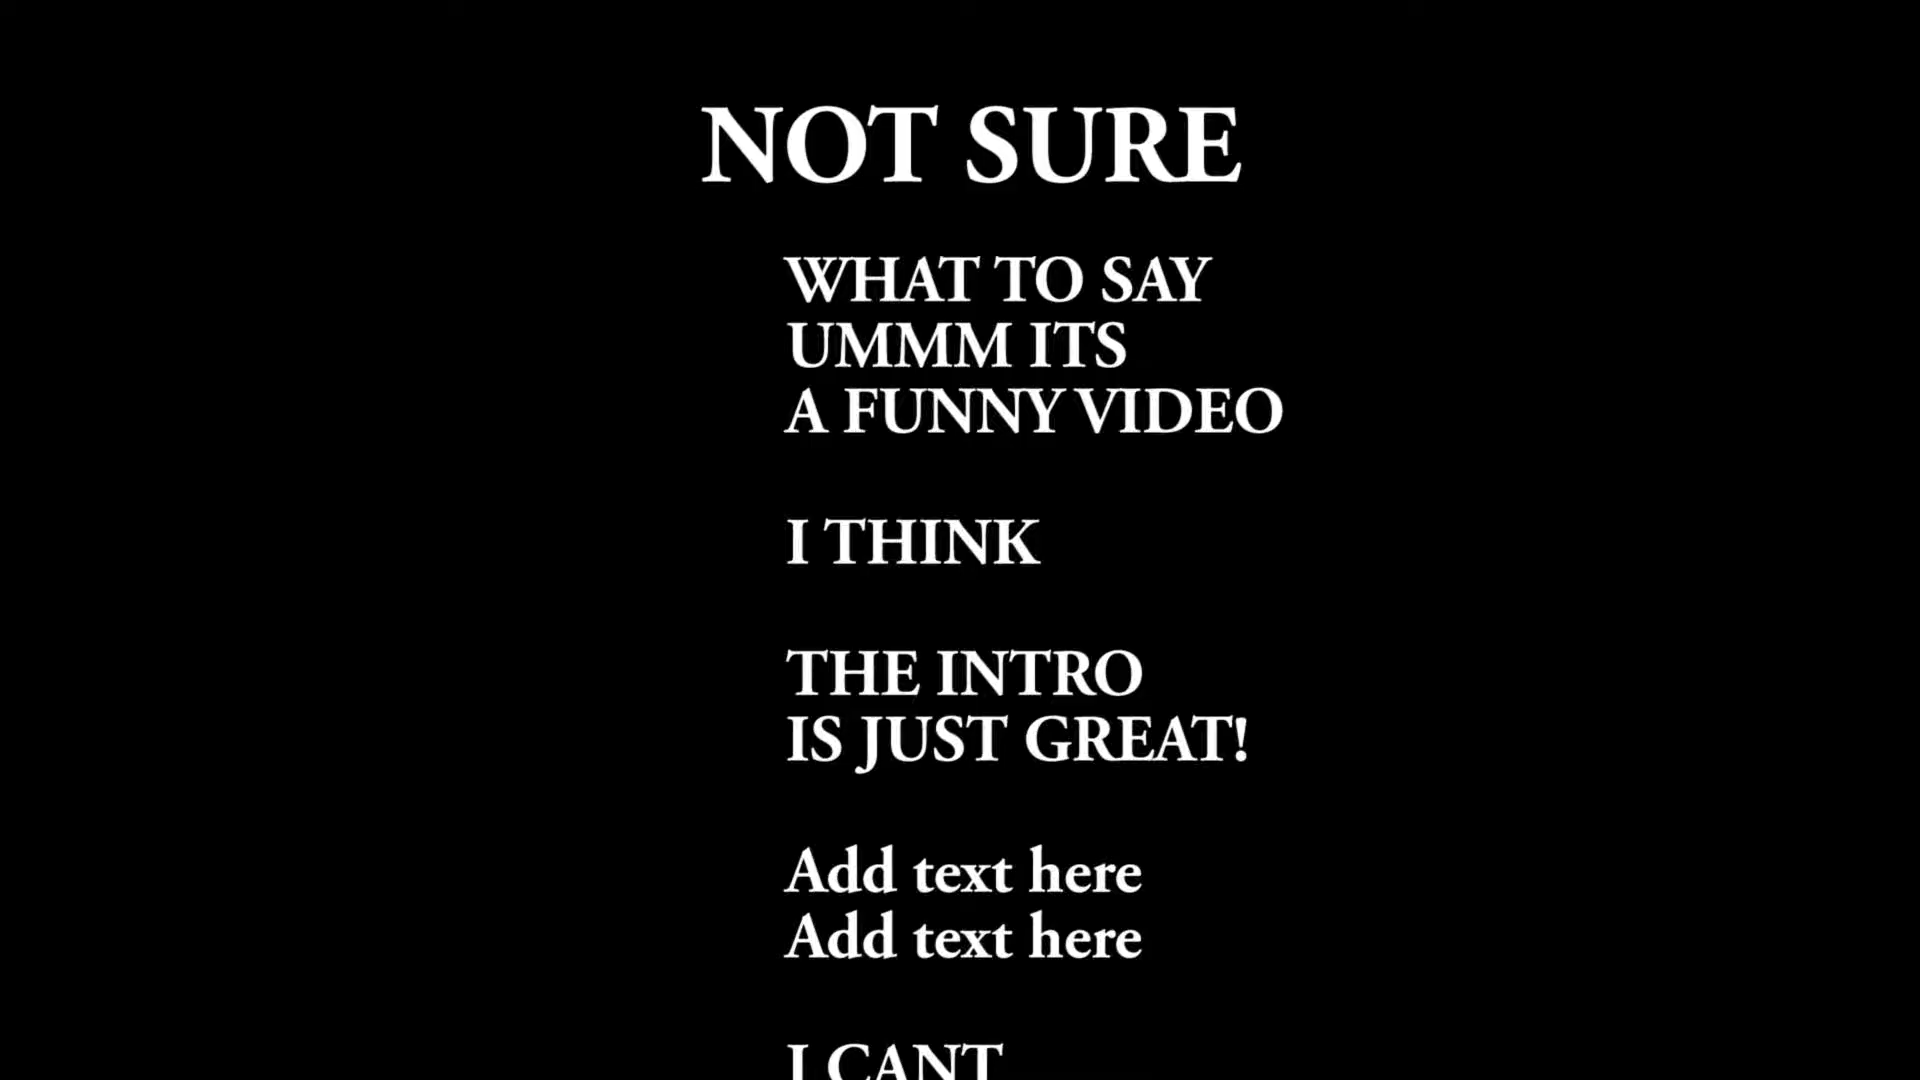 NOT SURE
WHAT TO SAY
UMMM ITS
A FUNNY VIDEO
I THINK
THE INTRO
IS JUST GREAT!
Add text here
Add text here
I CANT